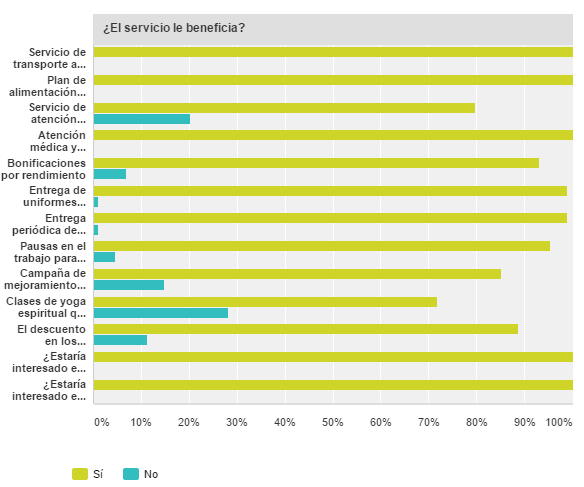 ¿El servicio le beneficia?
Servicio de
transporte a...
Plan de
alimentación...
Servicio de
atención...
Atención
médica y...
Bonificaciones
por rendimiento
Entrega de
uniformes...
Entrega
periódica de...
Pausas en el
trabajo para...
Campaña de
mejoramiento...
Clases de yoga
espiritual q...
El descuento
en los...
¿Estaría
interesado e...
¿Estaría
interesado e...
0% 10% 20% 30% 40% 50% 60% 70% 80% 90% 100%
Sí No